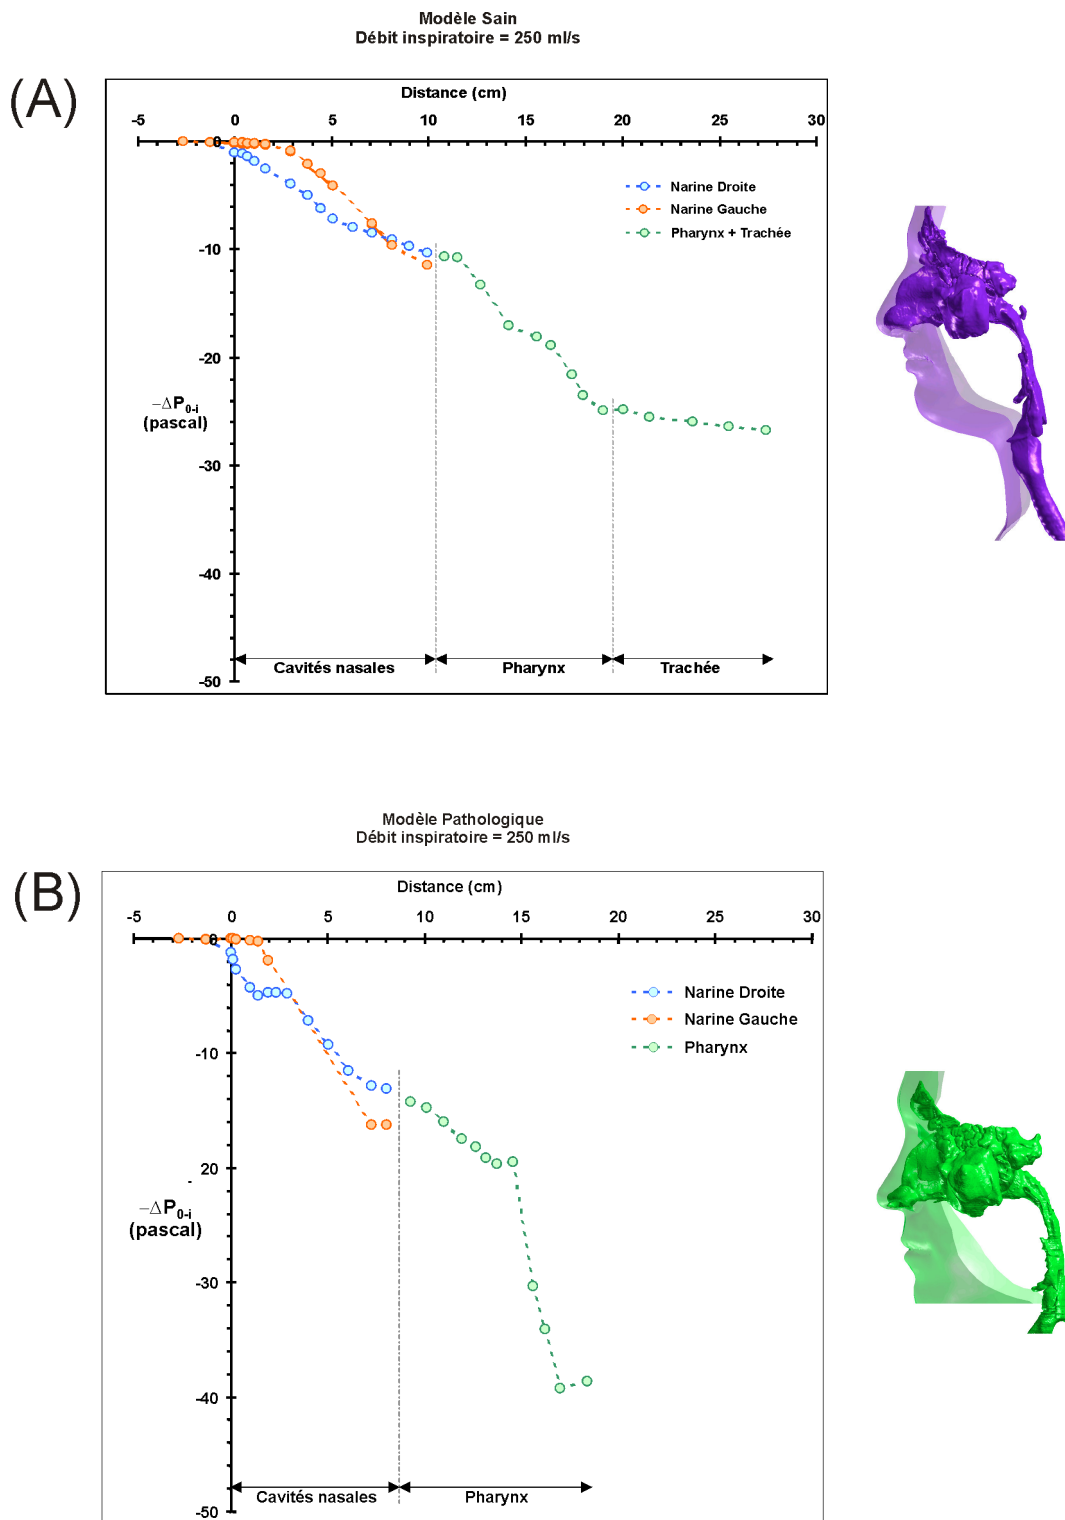 Modèle Sain
Débit inspiratoire = 250 ml/s
(A)
Distance (cm)
-5 0 5 10 15 20 25 30
0
Narine Droite
Narine Gauche
Pharynx + Trachée
-10
-20
−ΔP0-i
(pascal)
-30
-40
Cavités nasales Pharynx Trachée
-50
Modèle Pathologique
Débit inspiratoire = 250 ml/s
(B)
Distance (cm)
-5 0 5 10 15 20 25 30
0
Narine Droite
Narine Gauche
Pharynx
-10
- 20
−ΔP0-i
(pascal)
-30
-40
Cavités nasales Pharynx
-50